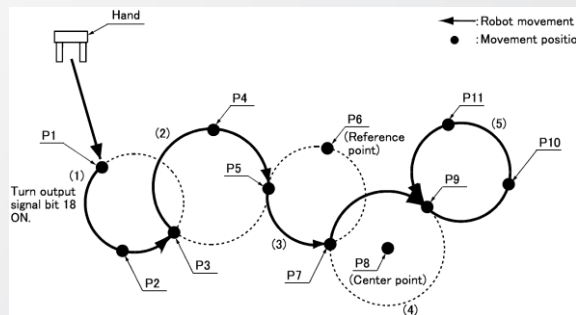 Hand
:Robot movement
:Movement position
P1
(1)
Turn output
signal bit 18
ON.
P2
(2)
P3
P4
P5
(3)
P6
(Reference
point)
P7
P8
(Center point)
(4)
P9
P11
(5)
P10